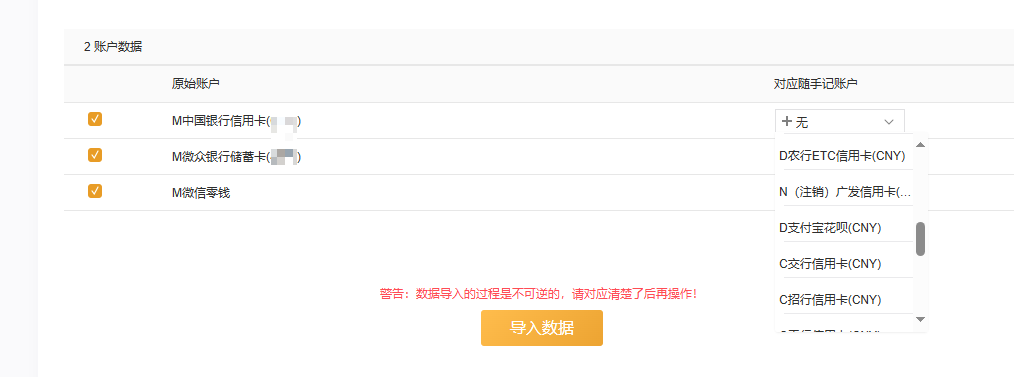 2 账户数据
原始账户 对应随手记账户
M中国银行信用卡( ) 无
M微众银行储蓄卡( )
D农行ETC信用卡(CNY)
M微信零钱
N（注销）广发信用卡(...
D支付宝花呗(CNY)
C交行信用卡(CNY)
警告：数据导入的过程是不可逆的，请对应清楚了后再操作！
C招行信用卡(CNY)
导入数据